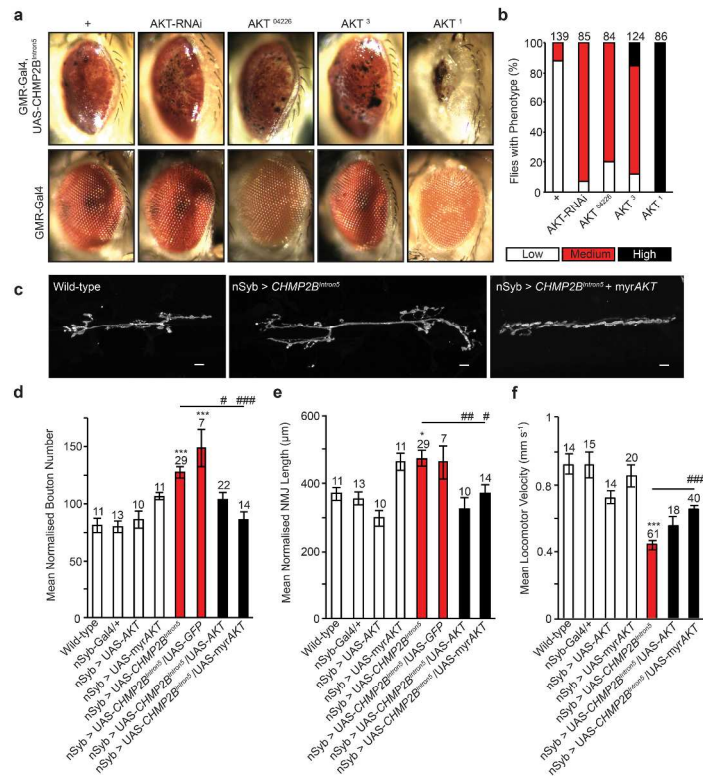 a
+ AKT-RNAi AKT 04226 AKT 3 AKT 1
GMR-Gal4,
UAS-CHMP2B Intron5
GMR-Gal4
b
139 85 84 124 86
100
80
60
40
20
0
Flies with Phenotype (%)
+
AKT-RNAi
AKT 04226
AKT 3
AKT 1
Low Medium High
c
Wild-type
nSyb > CHMP2B Intron5
nSyb > CHMP2B Intron5 + myrAKT
d
Mean Normalised Bouton Number
150
100
75
50
0
# ###
11 13 10 11 *** 29 *** 7 22 14
Wild-type
nSyb-Gal4/+
nSyb > UAS-AKT
nSyb > UAS-myrAKT
nSyb > UAS-CHMP2B Intron5
nSyb > UAS-CHMP2B Intron5 /UAS-GFP
nSyb > UAS-CHMP2B Intron5 /UAS-AKT
nSyb > UAS-CHMP2B Intron5 /UAS-myrAKT
e
Mean Normalised NMJ Length (µm)
600
400
200
0
## #
11 13 10 11 * 29 7 10 14
Wild-type
nSyb-Gal4/+
nSyb > UAS-AKT
nSyb > UAS-myrAKT
nSyb > UAS-CHMP2B Intron5
nSyb > UAS-CHMP2B Intron5 /UAS-GFP
nSyb > UAS-CHMP2B Intron5 /UAS-AKT
nSyb > UAS-CHMP2B Intron5 /UAS-myrAKT
f
Mean Locomotor Velocity (mm s-1)
1
0.8
0.4
0
###
14 15 14 20 *** 61 18 40
Wild-type
nSyb-Gal4/+
nSyb > UAS-AKT
nSyb > UAS-myrAKT
nSyb > UAS-CHMP2B Intron5
nSyb > UAS-CHMP2B Intron5 /UAS-AKT
nSyb > UAS-CHMP2B Intron5 /UAS-myrAKT